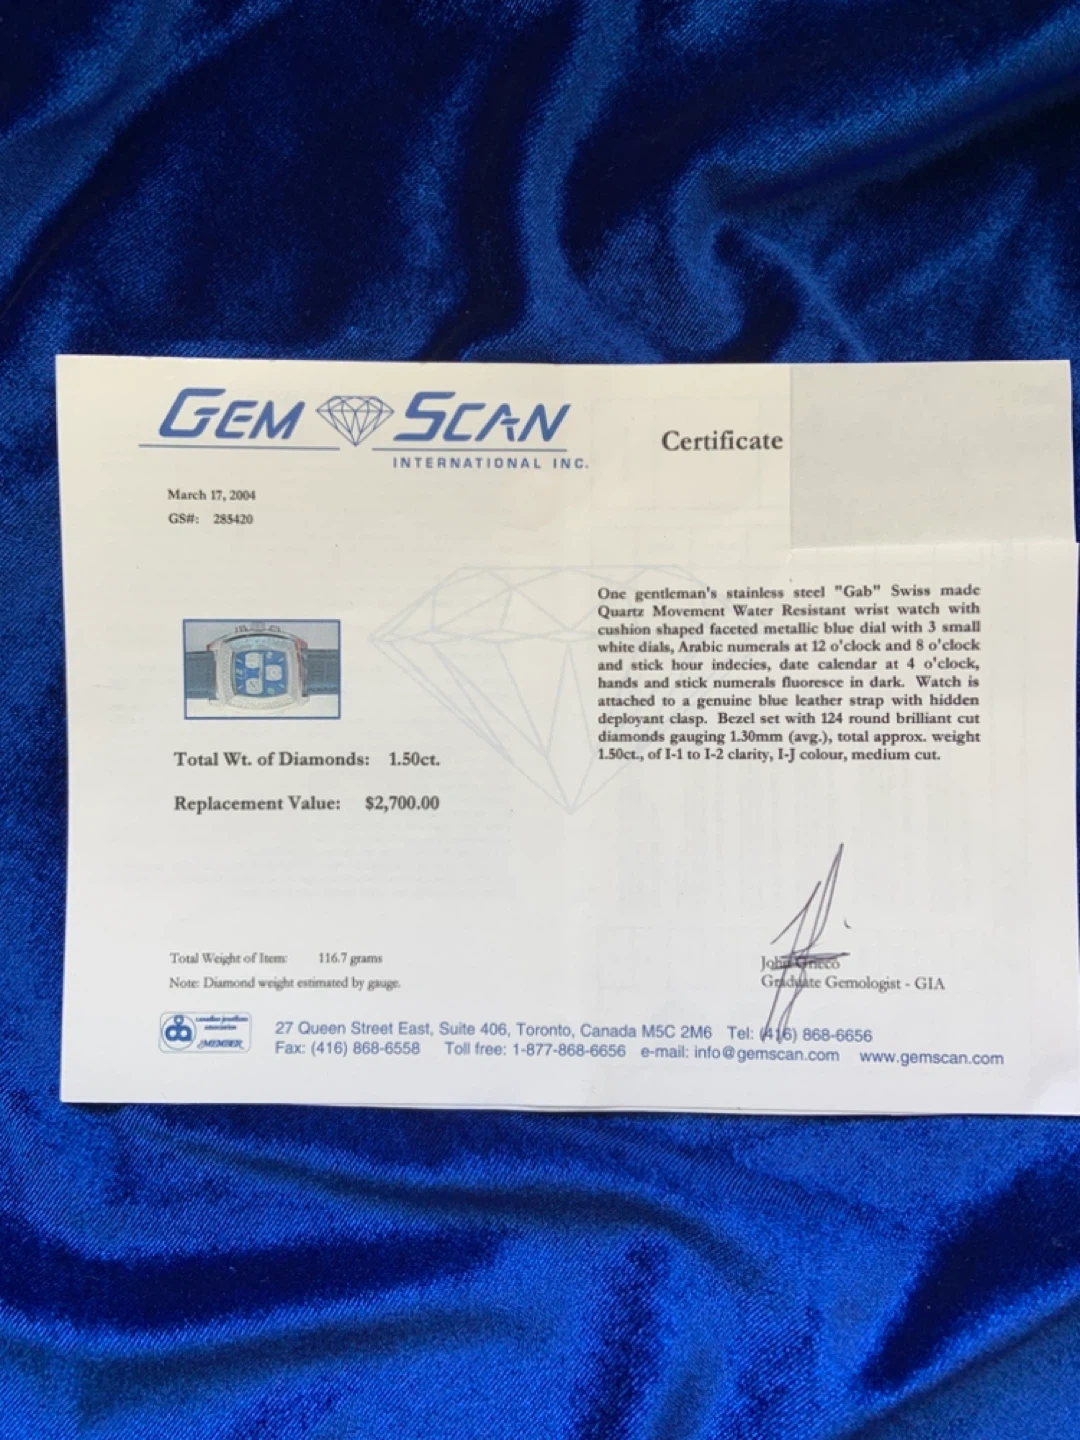 GEM SCAN
INTERNATIONAL INC.
Certificate
March 17, 2004
GS#: 285420
One gentleman's stainless steel "Gab" Swiss made
Quartz Movement Water Resistant wrist watch with
cushion shaped faceted metallic blue dial with 3 small
white dials, Arabic numerals at 12 o'clock and 8 o'clock
and stick hour indecies, date calendar at 4 o'clock,
hands and stick numerals fluoresce in dark. Watch is
attached to a genuine blue leather strap with hidden
deployant clasp. Bezel set with 124 round brilliant cut
diamonds gauging 1.30mm (avg.), total approx. weight
1.50ct., of I-1 to I-2 clarity, I-J colour, medium cut.
Total Wt. of Diamonds: 1.50ct.
Replacement Value: $2,700.00
Total Weight of Item: 116.7 grams
Note: Diamond weight estimated by gauge.
John Grieco
Graduate Gemologist - GIA
canadian jewellers
association
MEMBER
27 Queen Street East, Suite 406, Toronto, Canada M5C 2M6 Tel: (416) 868-6656
Fax: (416) 868-6558 Toll free: 1-877-868-6656 e-mail: info@gemscan.com www.gemscan.com